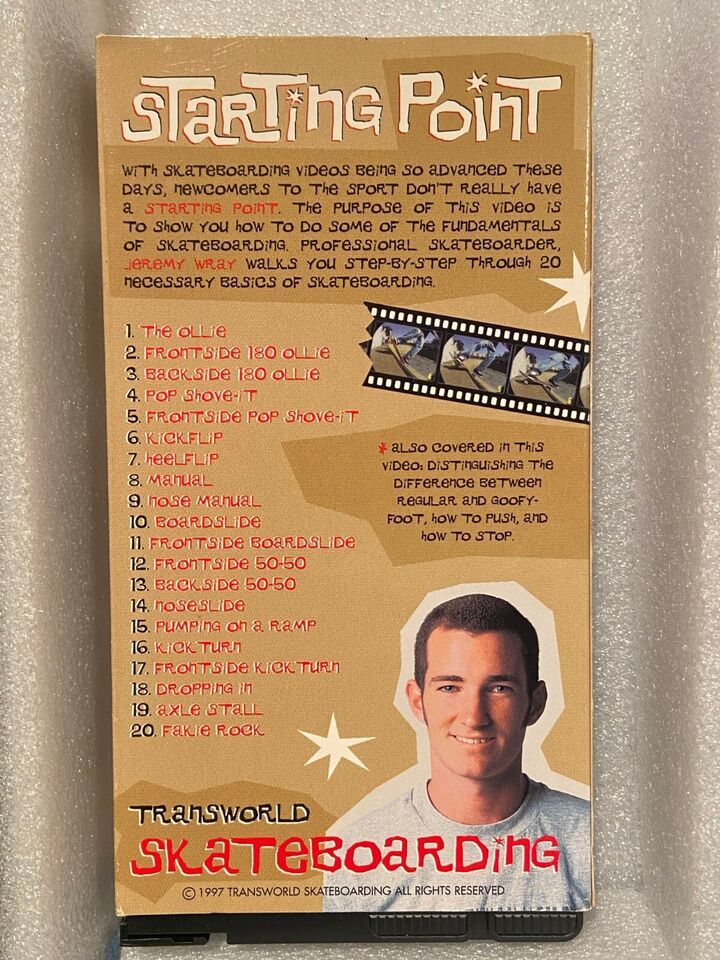 Starting Point
With skateboarding videos being so advanced these
days, newcomers to the sport don't really have
a starting point. The purpose of this video is
to show you how to do some of the fundamentals
of skateboarding. Professional skateboarder,
Jeremy Wray walks you step-by-step through 20
necessary basics of skateboarding.
1. The Ollie
2. Frontside 180 Ollie
3. Backside 180 Ollie
4. Pop Shove-it
5. Frontside Pop Shove-it
6. Kickflip
7. Heelflip
8. Manual
9. Nose Manual
10. Boardslide
11. Frontside Boardslide
12. Frontside 50-50
13. Backside 50-50
14. Noseslide
15. Pumping on a Ramp
16. Kick Turn
17. Frontside Kick Turn
18. Dropping in
19. Axle Stall
20. Fakie Rock
* Also covered in this
video: distinguishing the
difference between
regular and goofy-
foot, how to push, and
how to stop.
Transworld
Skateboarding
© 1997 TRANSWORLD SKATEBOARDING ALL RIGHTS RESERVED